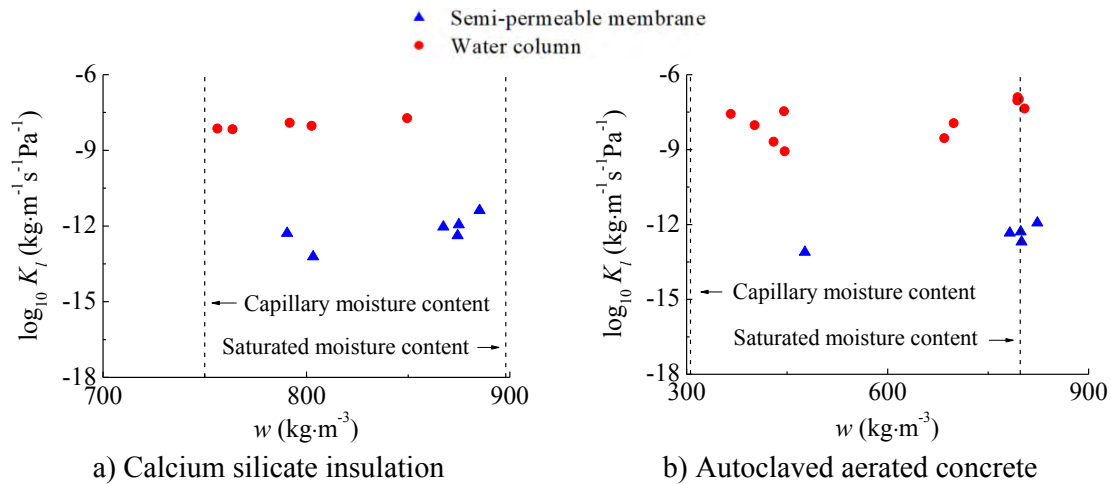 Semi-permeable membrane
Water column
-6
-9
-12
-15
-18
log₁₀ Kₗ (kg·m⁻¹s⁻¹Pa⁻¹)
Capillary moisture content
Saturated moisture content
700
800
900
w (kg·m⁻³)
a) Calcium silicate insulation
-6
-9
-12
-15
-18
log₁₀ Kₗ (kg·m⁻¹s⁻¹Pa⁻¹)
Capillary moisture content
Saturated moisture content
300
600
900
w (kg·m⁻³)
b) Autoclaved aerated concrete